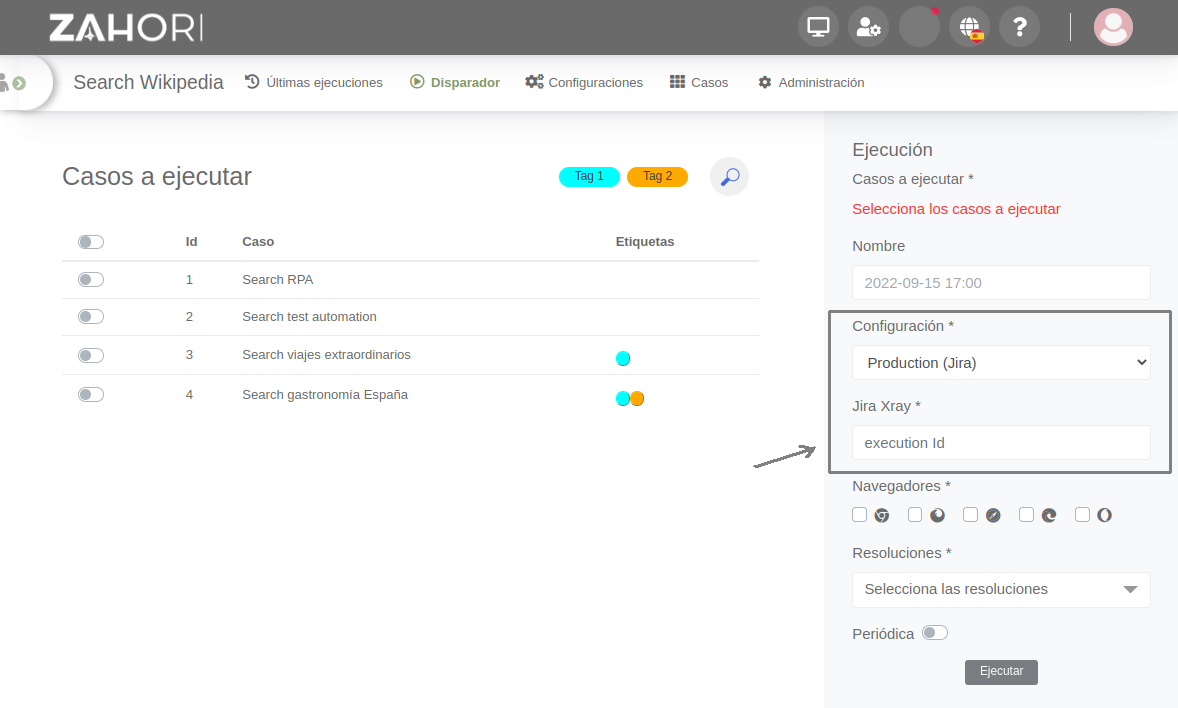 ZAHORI
?
Search Wikipedia
Últimas ejecuciones
Disparador
Configuraciones
Casos
Administración
Casos a ejecutar
Tag 1
Tag 2
Id Caso Etiquetas
1 Search RPA
2 Search test automation
3 Search viajes extraordinarios
4 Search gastronomía España
Ejecución
Casos a ejecutar *
Selecciona los casos a ejecutar
Nombre
2022-09-15 17:00
Configuración *
Production (Jira)
Jira Xray *
execution Id
Navegadores *
Resoluciones *
Selecciona las resoluciones
Periódica
Ejecutar